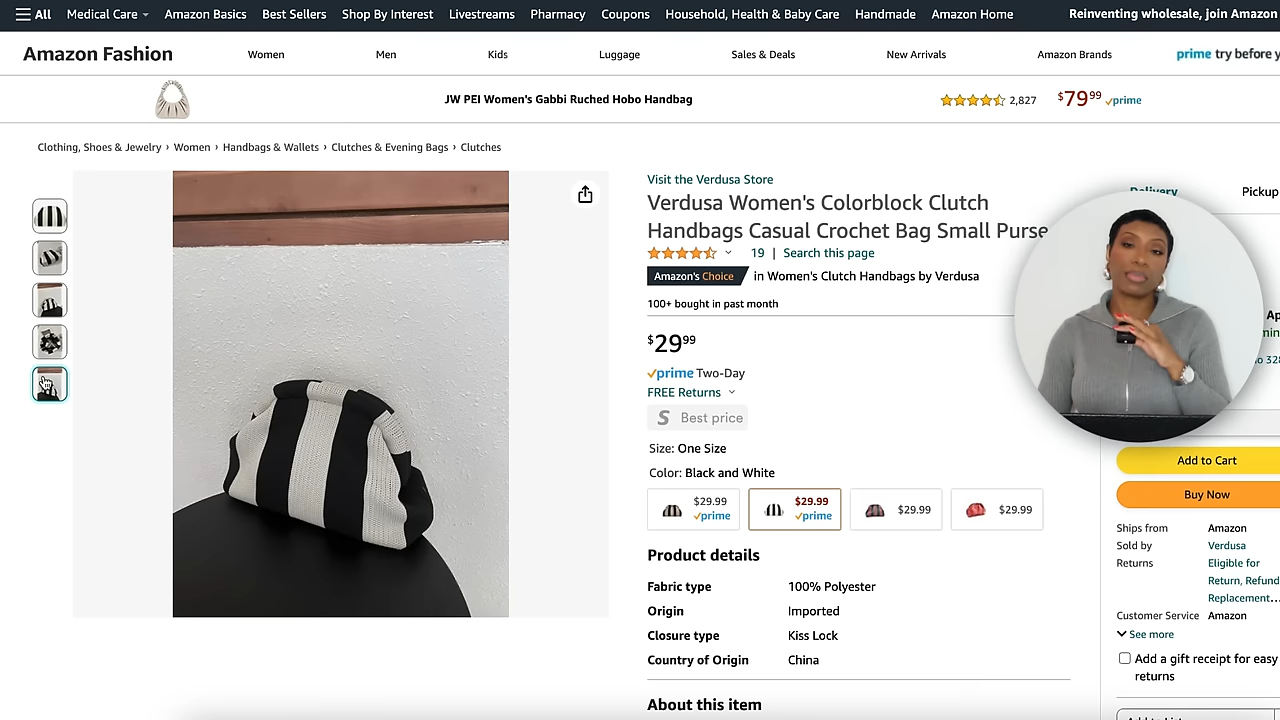 All Medical Care Amazon Basics Best Sellers Shop By Interest Livestreams Pharmacy Coupons Household, Health & Baby Care Handmade Amazon Home Reinventing wholesale, join Amazon
Amazon Fashion Women Men Kids Luggage Sales & Deals New Arrivals Amazon Brands prime try before y
JW PEI Women's Gabbi Ruched Hobo Handbag 2,827 $79⁹⁹ prime
Clothing, Shoes & Jewelry › Women › Handbags & Wallets › Clutches & Evening Bags › Clutches
Visit the Verdusa Store
Delivery Pickup
Verdusa Women's Colorblock Clutch
Handbags Casual Crochet Bag Small Purse
19 | Search this page
Amazon's Choice in Women's Clutch Handbags by Verdusa
100+ bought in past month
$29⁹⁹
prime Two-Day
FREE Returns
S Best price
Size: One Size
Color: Black and White
$29.99 prime
$29.99 prime
$29.99
$29.99
Product details
Fabric type 100% Polyester
Origin Imported
Closure type Kiss Lock
Country of Origin China
About this item
Add to Cart
Buy Now
Ships from Amazon
Sold by Verdusa
Returns Eligible for
Return, Refund
Replacement…
Customer Service Amazon
See more
Add a gift receipt for easy
returns